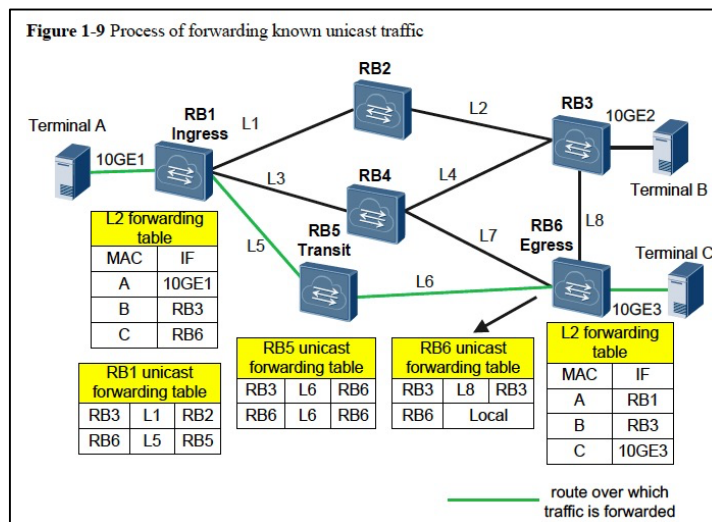 Figure 1-9 Process of forwarding known unicast traffic
RB2
RB1
Ingress
L1
L2
RB3
Terminal A
10GE1
10GE2
Terminal B
L3
RB4
L4
L5
RB5
Transit
L7
RB6
Egress
L8
Terminal C
L6
10GE3
L2 forwarding
table
MAC IF
A 10GE1
B RB3
C RB6
RB1 unicast
forwarding table
RB3 L1 RB2
RB6 L5 RB5
RB5 unicast
forwarding table
RB3 L6 RB6
RB6 L6 RB6
RB6 unicast
forwarding table
RB3 L8 RB3
RB6 Local
L2 forwarding
table
MAC IF
A RB1
B RB3
C 10GE3
route over which
traffic is forwarded